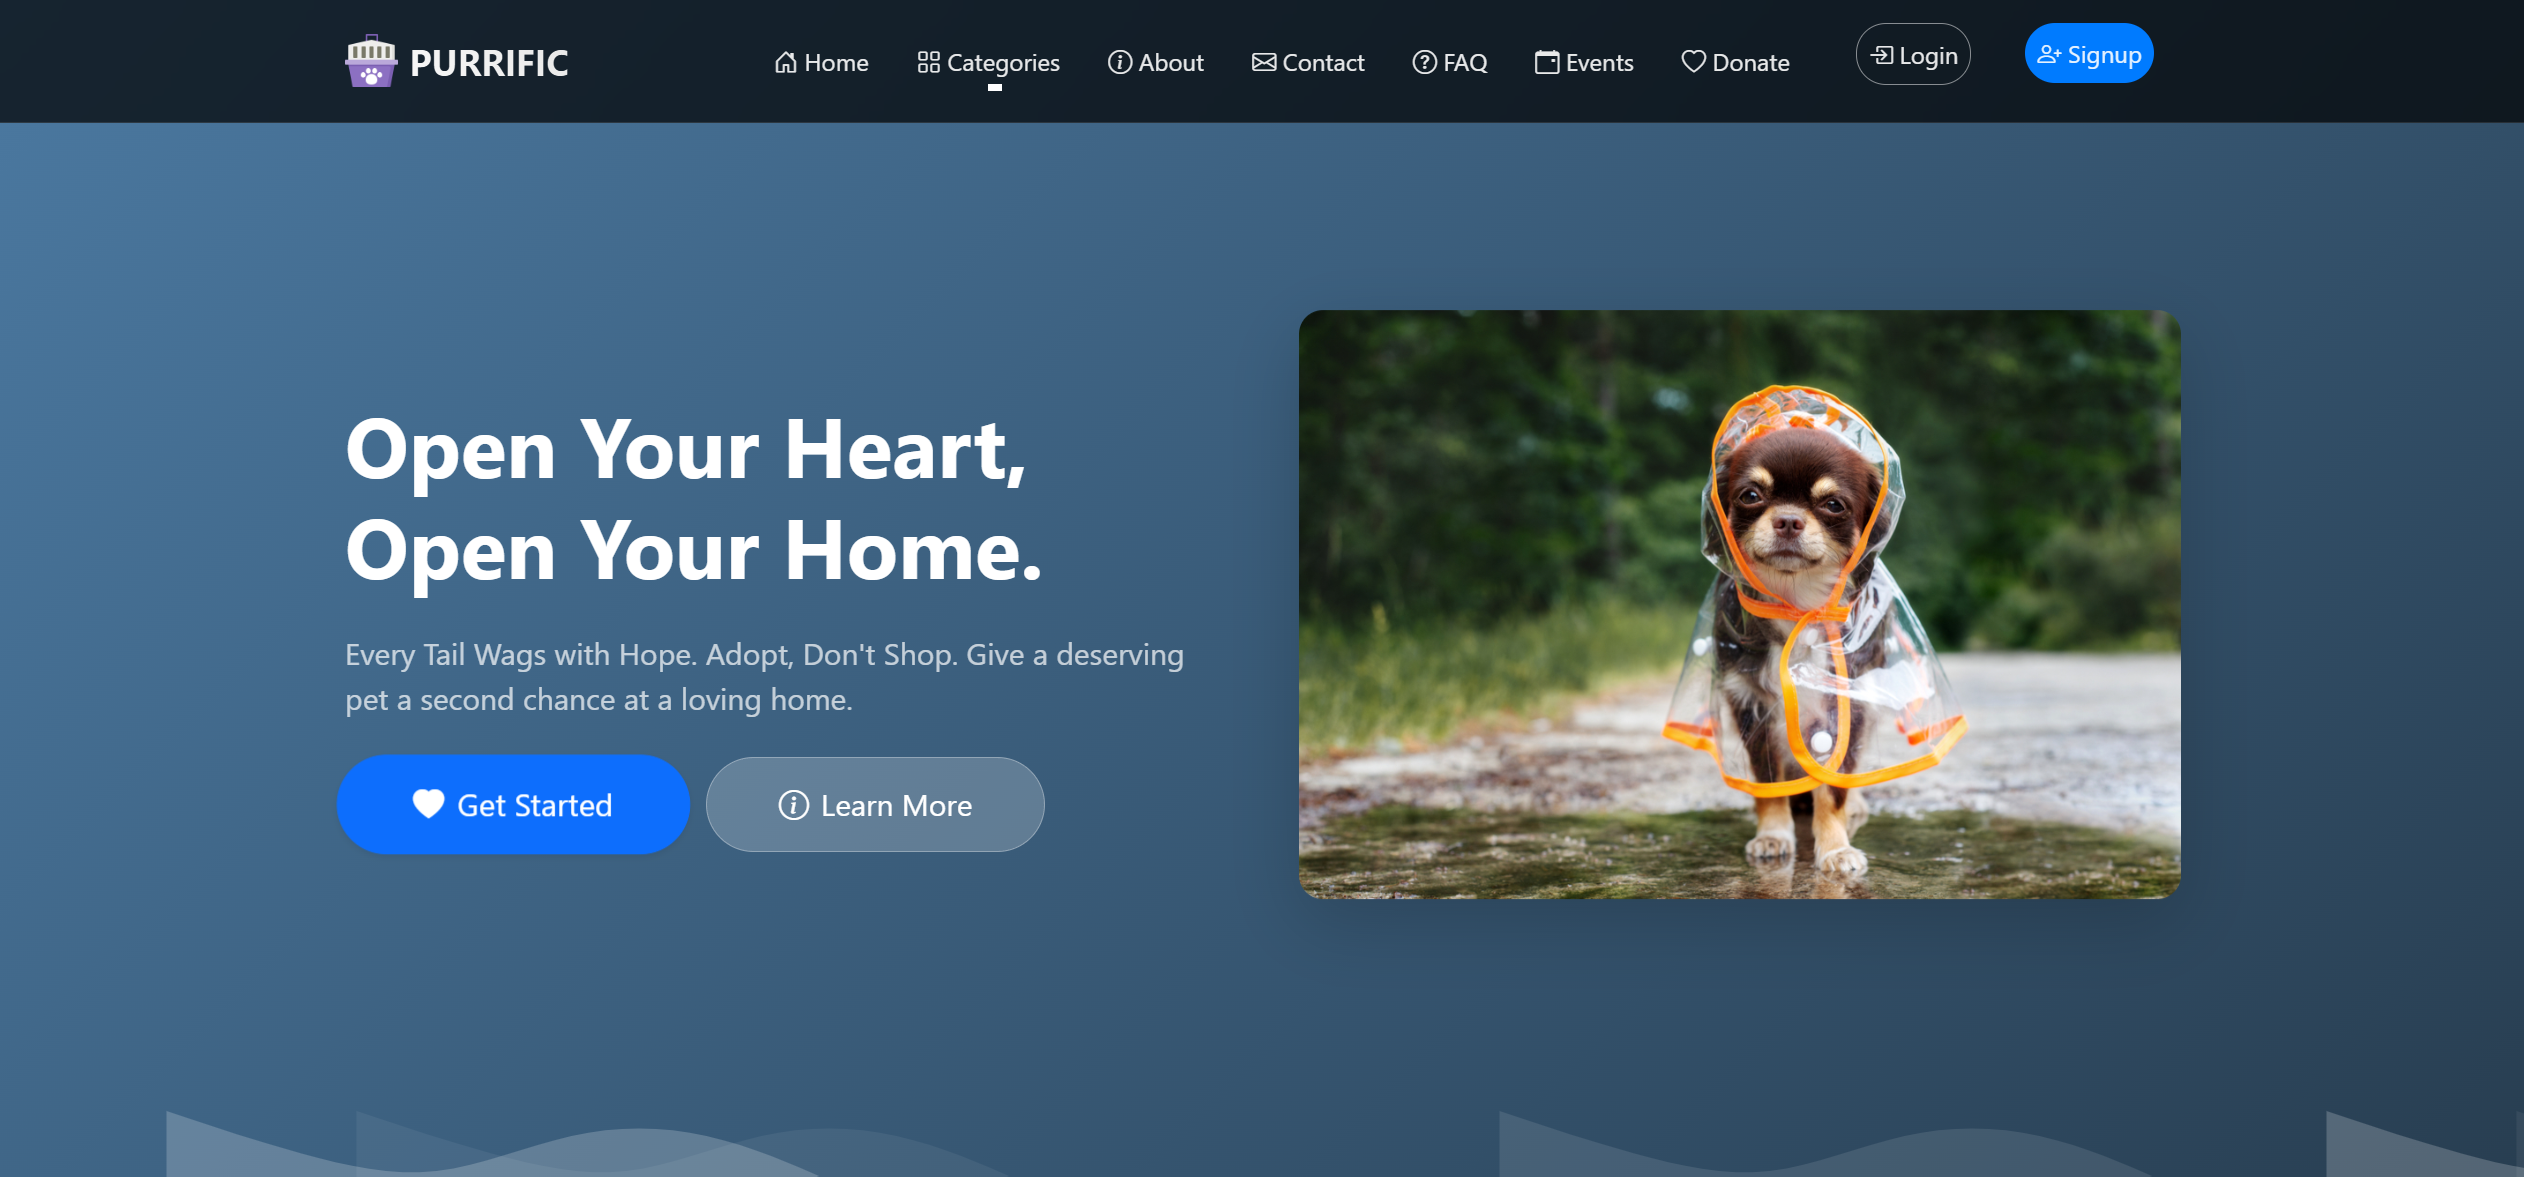 PURRIFIC
Home Categories About Contact FAQ Events Donate Login Signup
Open Your Heart,
Open Your Home.
Every Tail Wags with Hope. Adopt, Don't Shop. Give a deserving
pet a second chance at a loving home.
Get Started Learn More